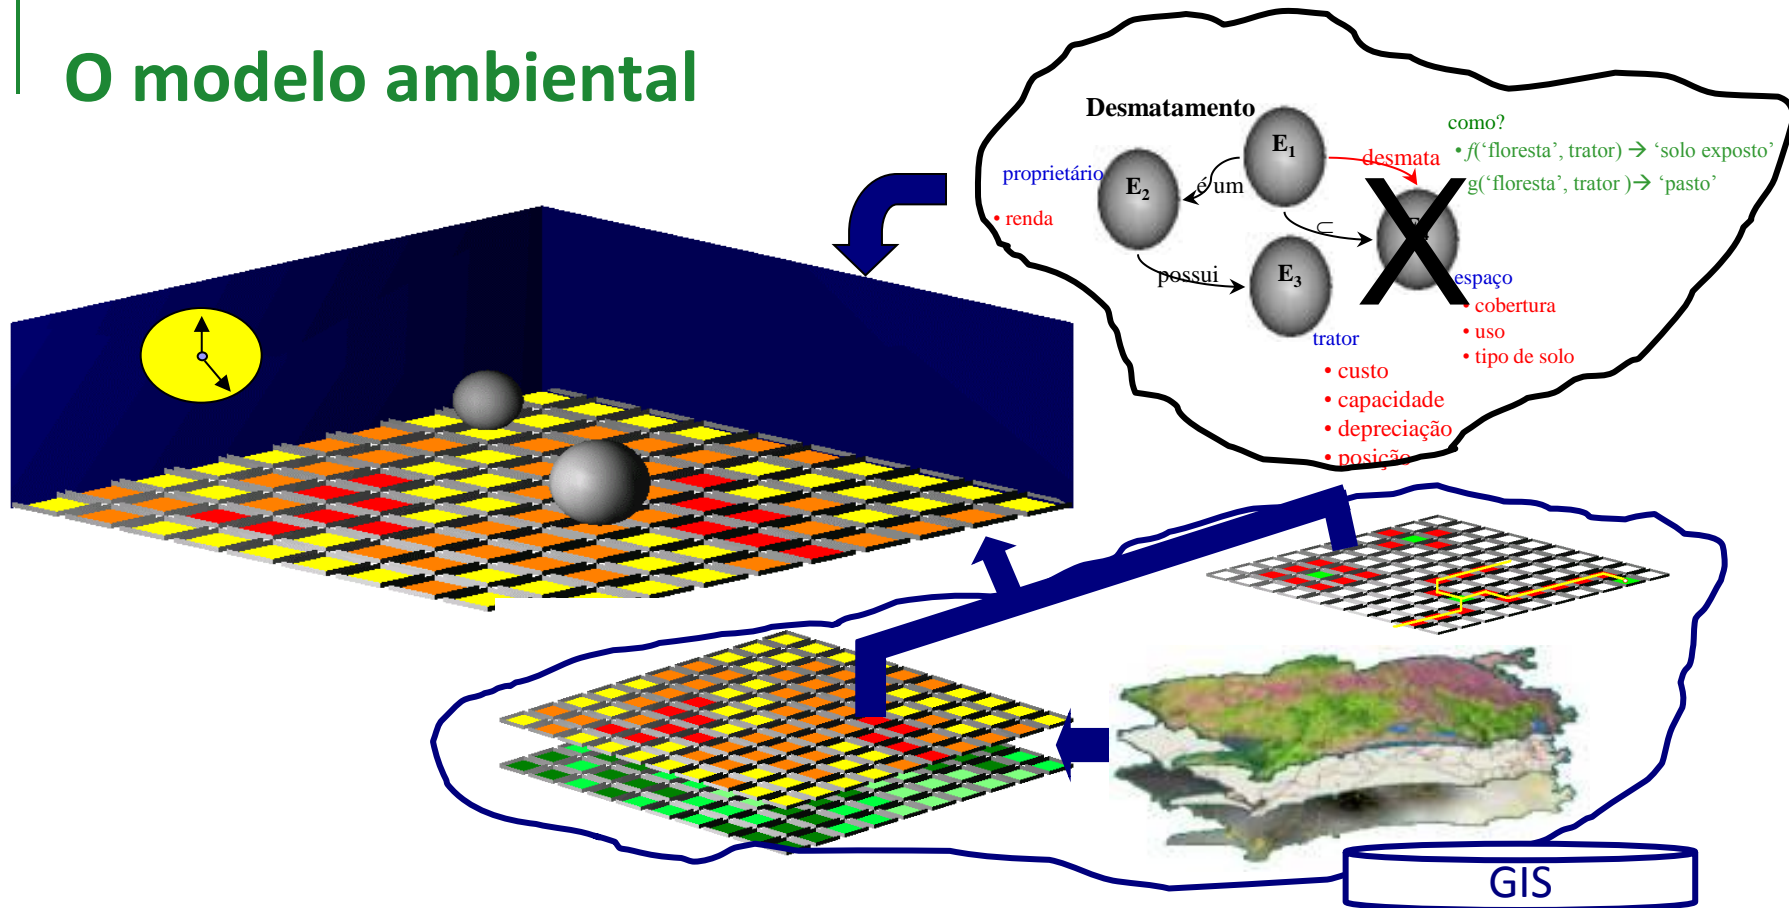 O modelo ambiental
Desmatamento
E1
desmata
como?
• f(‘floresta’, trator) → ‘solo exposto’
g(‘floresta’, trator )→ ‘pasto’
proprietário
E2
é um
• renda
⊂
possui
E3
espaço
• cobertura
• uso
• tipo de solo
trator
• custo
• capacidade
• depreciação
• posição
GIS